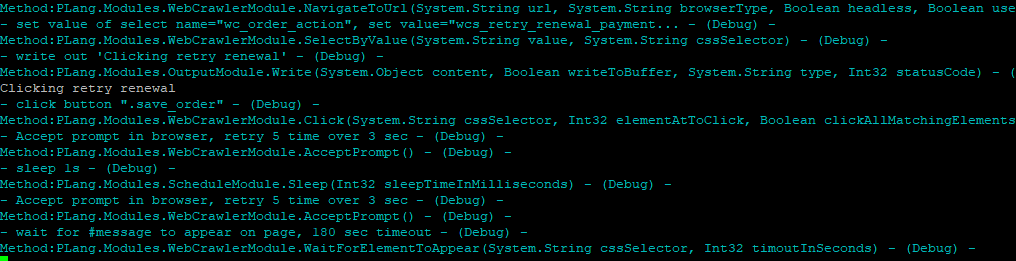 Method:PLang.Modules.WebCrawlerModule.NavigateToUrl(System.String url, System.String browserType, Boolean headless, Boolean use
- set value of select name="wc_order_action", set value="wcs_retry_renewal_payment... - (Debug) -
Method:PLang.Modules.WebCrawlerModule.SelectByValue(System.String value, System.String cssSelector) - (Debug) -
- write out 'Clicking retry renewal' - (Debug) -
Method:PLang.Modules.OutputModule.Write(System.Object content, Boolean writeToBuffer, System.String type, Int32 statusCode) - (
Clicking retry renewal
- click button ".save_order" - (Debug) -
Method:PLang.Modules.WebCrawlerModule.Click(System.String cssSelector, Int32 elementAtToClick, Boolean clickAllMatchingElements
- Accept prompt in browser, retry 5 time over 3 sec - (Debug) -
Method:PLang.Modules.WebCrawlerModule.AcceptPrompt() - (Debug) -
- sleep 1s - (Debug) -
Method:PLang.Modules.ScheduleModule.Sleep(Int32 sleepTimeInMilliseconds) - (Debug) -
- Accept prompt in browser, retry 5 time over 3 sec - (Debug) -
Method:PLang.Modules.WebCrawlerModule.AcceptPrompt() - (Debug) -
- wait for #message to appear on page, 180 sec timeout - (Debug) -
Method:PLang.Modules.WebCrawlerModule.WaitForElementToAppear(System.String cssSelector, Int32 timoutInSeconds) - (Debug) -